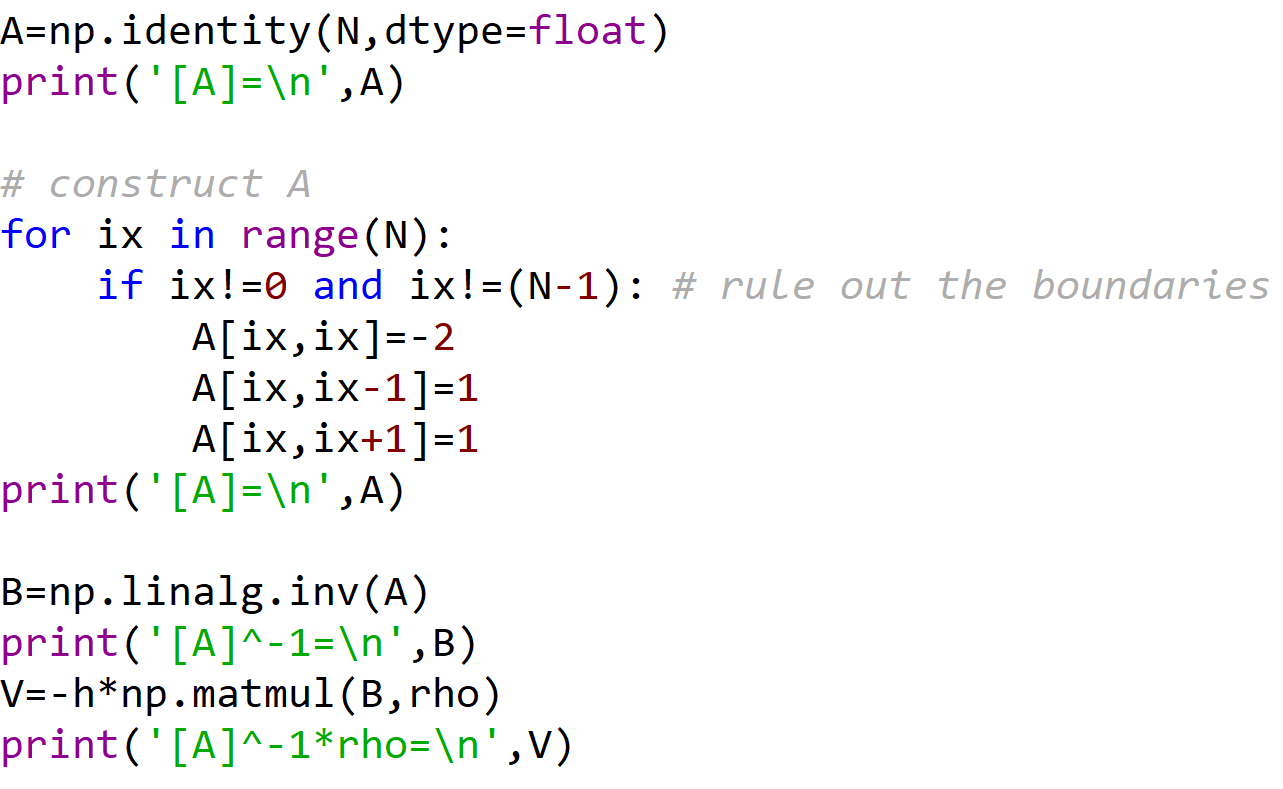 A=np.identity(N,dtype=float)
print('[A]=\n',A)

# construct A
for ix in range(N):
    if ix!=0 and ix!=(N-1): # rule out the boundaries
        A[ix,ix]=-2
        A[ix,ix-1]=1
        A[ix,ix+1]=1
print('[A]=\n',A)

B=np.linalg.inv(A)
print('[A]^-1=\n',B)
V=-h*np.matmul(B,rho)
print('[A]^-1*rho=\n',V)